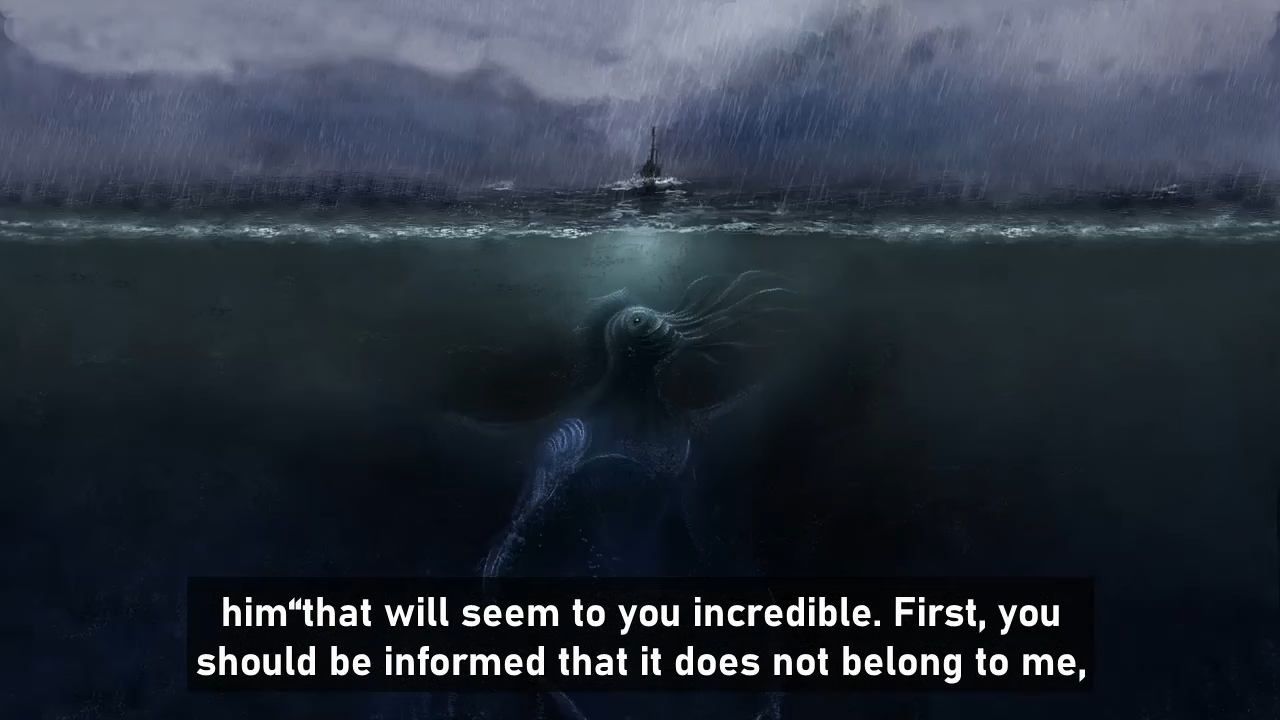 him“that will seem to you incredible. First, you
should be informed that it does not belong to me,